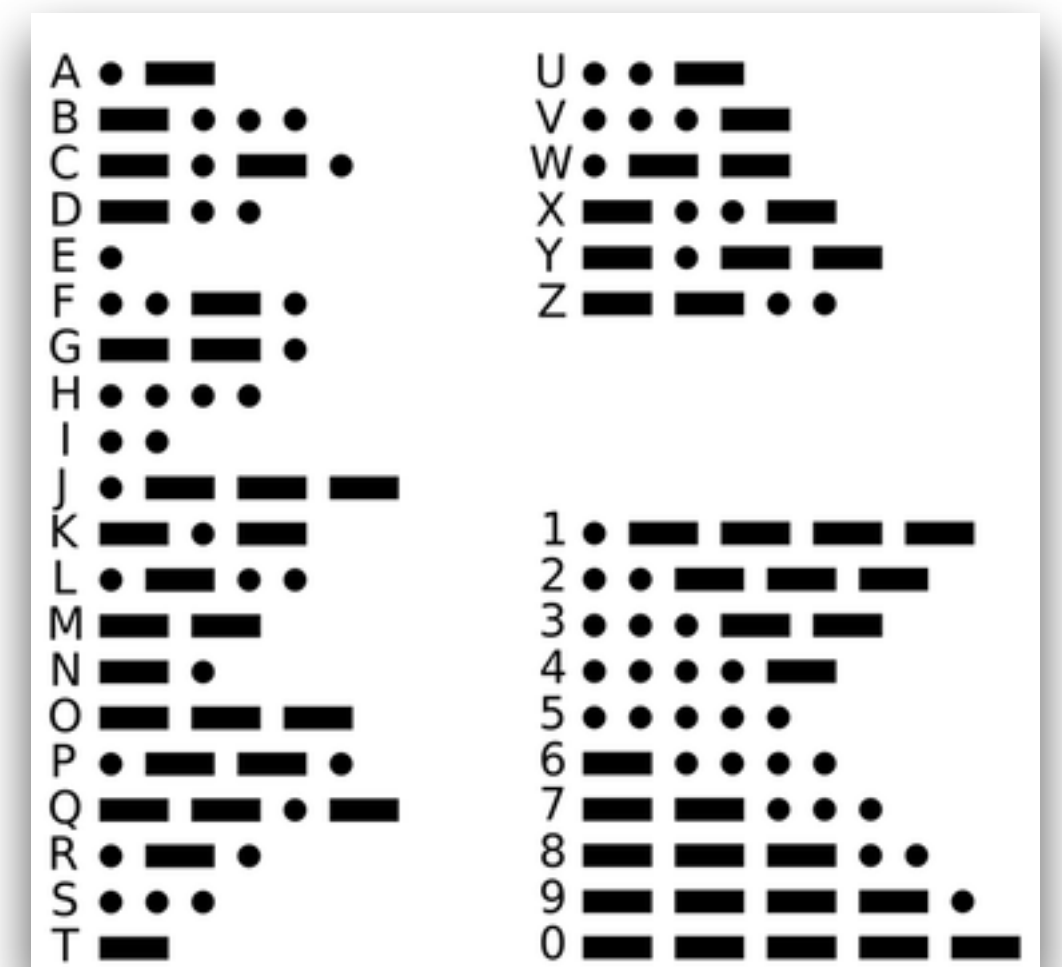 A ● ▬
B ▬ ● ● ●
C ▬ ● ▬ ●
D ▬ ● ●
E ●
F ● ● ▬ ●
G ▬ ▬ ●
H ● ● ● ●
I ● ●
J ● ▬ ▬ ▬
K ▬ ● ▬
L ● ▬ ● ●
M ▬ ▬
N ▬ ●
O ▬ ▬ ▬
P ● ▬ ▬ ●
Q ▬ ▬ ● ▬
R ● ▬ ●
S ● ● ●
T ▬
U ● ● ▬
V ● ● ● ▬
W ● ▬ ▬
X ▬ ● ● ▬
Y ▬ ● ▬ ▬
Z ▬ ▬ ● ●
1 ● ▬ ▬ ▬ ▬
2 ● ● ▬ ▬ ▬
3 ● ● ● ▬ ▬
4 ● ● ● ● ▬
5 ● ● ● ● ●
6 ▬ ● ● ● ●
7 ▬ ▬ ● ● ●
8 ▬ ▬ ▬ ● ●
9 ▬ ▬ ▬ ▬ ●
0 ▬ ▬ ▬ ▬ ▬